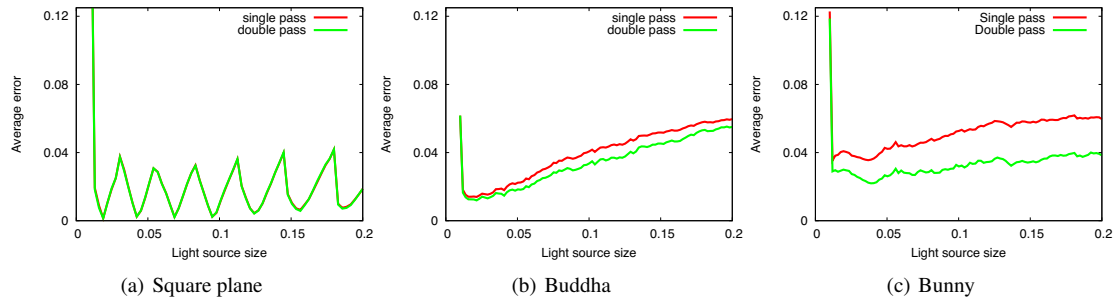 0.12
0.08
0.04
0
Average error
single pass
double pass
0 0.05 0.1 0.15 0.2
Light source size
(a) Square plane
0.12
0.08
0.04
0
Average error
single pass
double pass
0 0.05 0.1 0.15 0.2
Light source size
(b) Buddha
0.12
0.08
0.04
0
Average error
Single pass
Double pass
0 0.05 0.1 0.15 0.2
Light source size
(c) Bunny